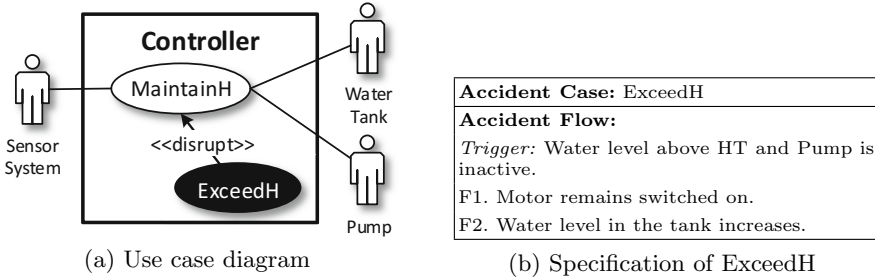 Controller
MaintainH
Sensor
System
<<disrupt>>
ExceedH
Water
Tank
Pump
(a) Use case diagram
Accident Case: ExceedH
Accident Flow:
Trigger: Water level above HT and Pump is
inactive.
F1. Motor remains switched on.
F2. Water level in the tank increases.
(b) Specification of ExceedH